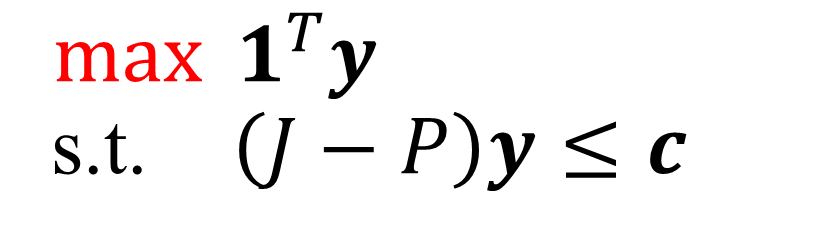 max 1ᵀy
s.t. (J − P)y ≤ c